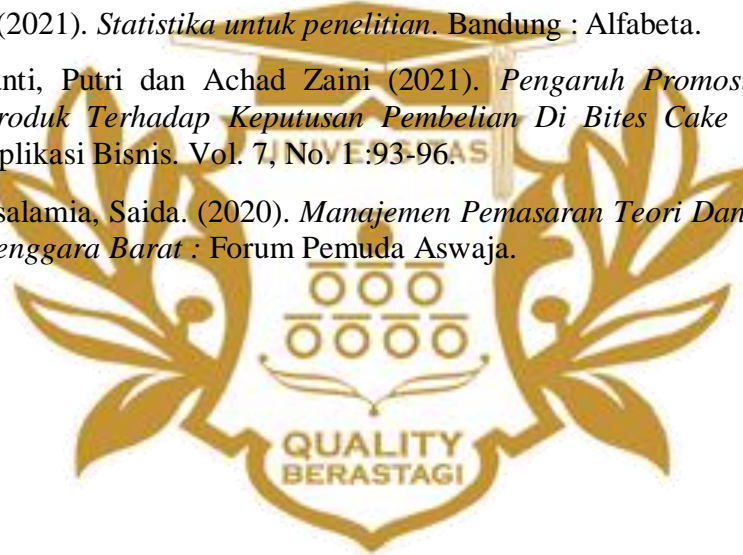 (2021). Statistika untuk penelitian. Bandung : Alfabeta.
nti, Putri dan Achad Zaini (2021). Pengaruh Promosi
roduk Terhadap Keputusan Pembelian Di Bites Cake
plikasi Bisnis. Vol. 7, No. 1 :93-96.
UNIVERSITAS
salamia, Saida. (2020). Manajemen Pemasaran Teori Dan
enggara Barat : Forum Pemuda Aswaja.
QUALITY
BERASTAGI